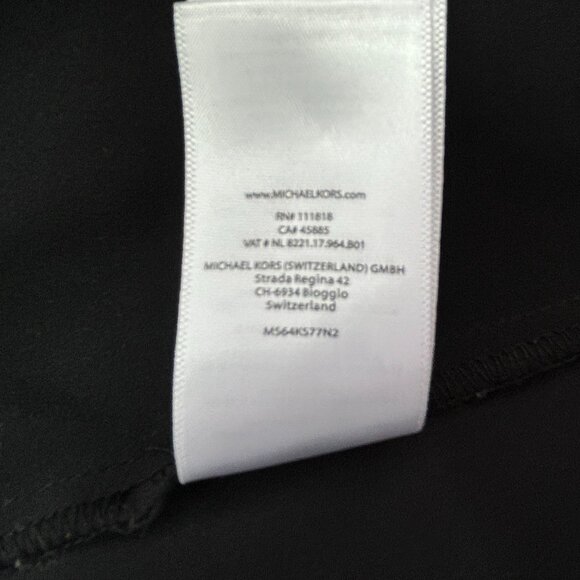 www.MICHAELKORS.com
RN# 111818
CA# 45885
VAT # NL 8221.17.964.B01
MICHAEL KORS (SWITZERLAND) GMBH
Strada Regina 42
CH-6934 Bioggio
Switzerland
MS64KS77N2